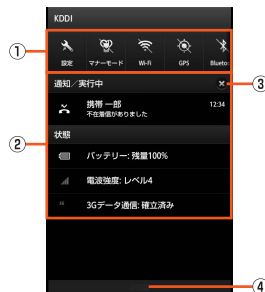 KDDI
①
設定 マナーモード Wi-Fi GPS Blueto
通知／実行中
③
携帯 一郎 12:34
不在着信がありました
状態
②
バッテリー: 残量100%
電波強度: レベル4
3Gデータ通信: 確立済み
④